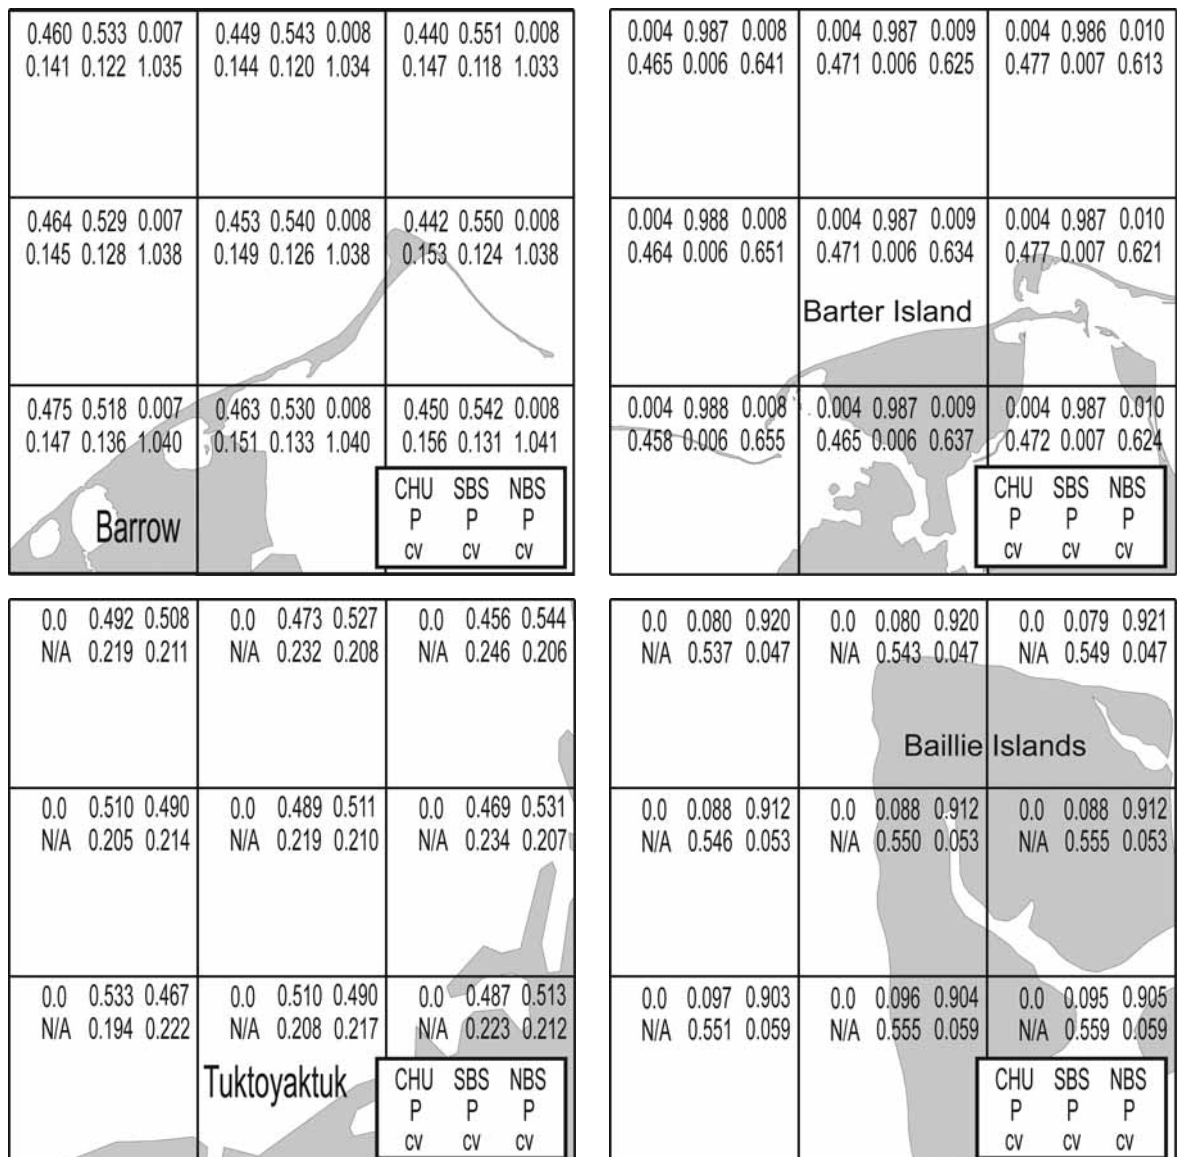 0.460 0.533 0.007
0.141 0.122 1.035
0.449 0.543 0.008
0.144 0.120 1.034
0.440 0.551 0.008
0.147 0.118 1.033
0.464 0.529 0.007
0.145 0.128 1.038
0.453 0.540 0.008
0.149 0.126 1.038
0.442 0.550 0.008
0.153 0.124 1.038
0.475 0.518 0.007
0.147 0.136 1.040
0.463 0.530 0.008
0.151 0.133 1.040
0.450 0.542 0.008
0.156 0.131 1.041
Barrow
CHU SBS NBS
P P P
cv cv cv
0.004 0.987 0.008
0.465 0.006 0.641
0.004 0.987 0.009
0.471 0.006 0.625
0.004 0.986 0.010
0.477 0.007 0.613
0.004 0.988 0.008
0.464 0.006 0.651
0.004 0.987 0.009
0.471 0.006 0.634
0.004 0.987 0.010
0.477 0.007 0.621
Barter Island
0.004 0.988 0.008
0.458 0.006 0.655
0.004 0.987 0.009
0.465 0.006 0.637
0.004 0.987 0.010
0.472 0.007 0.624
CHU SBS NBS
P P P
cv cv cv
0.0 0.492 0.508
N/A 0.219 0.211
0.0 0.473 0.527
N/A 0.232 0.208
0.0 0.456 0.544
N/A 0.246 0.206
0.0 0.510 0.490
N/A 0.205 0.214
0.0 0.489 0.511
N/A 0.219 0.210
0.0 0.469 0.531
N/A 0.234 0.207
0.0 0.533 0.467
N/A 0.194 0.222
0.0 0.510 0.490
N/A 0.208 0.217
0.0 0.487 0.513
N/A 0.223 0.212
Tuktoyaktuk
CHU SBS NBS
P P P
cv cv cv
0.0 0.080 0.920
N/A 0.537 0.047
0.0 0.080 0.920
N/A 0.543 0.047
0.0 0.079 0.921
N/A 0.549 0.047
Baillie Islands
0.0 0.088 0.912
N/A 0.546 0.053
0.0 0.088 0.912
N/A 0.550 0.053
0.0 0.088 0.912
N/A 0.555 0.053
0.0 0.097 0.903
N/A 0.551 0.059
0.0 0.096 0.904
N/A 0.555 0.059
0.0 0.095 0.905
N/A 0.559 0.059
CHU SBS NBS
P P P
cv cv cv